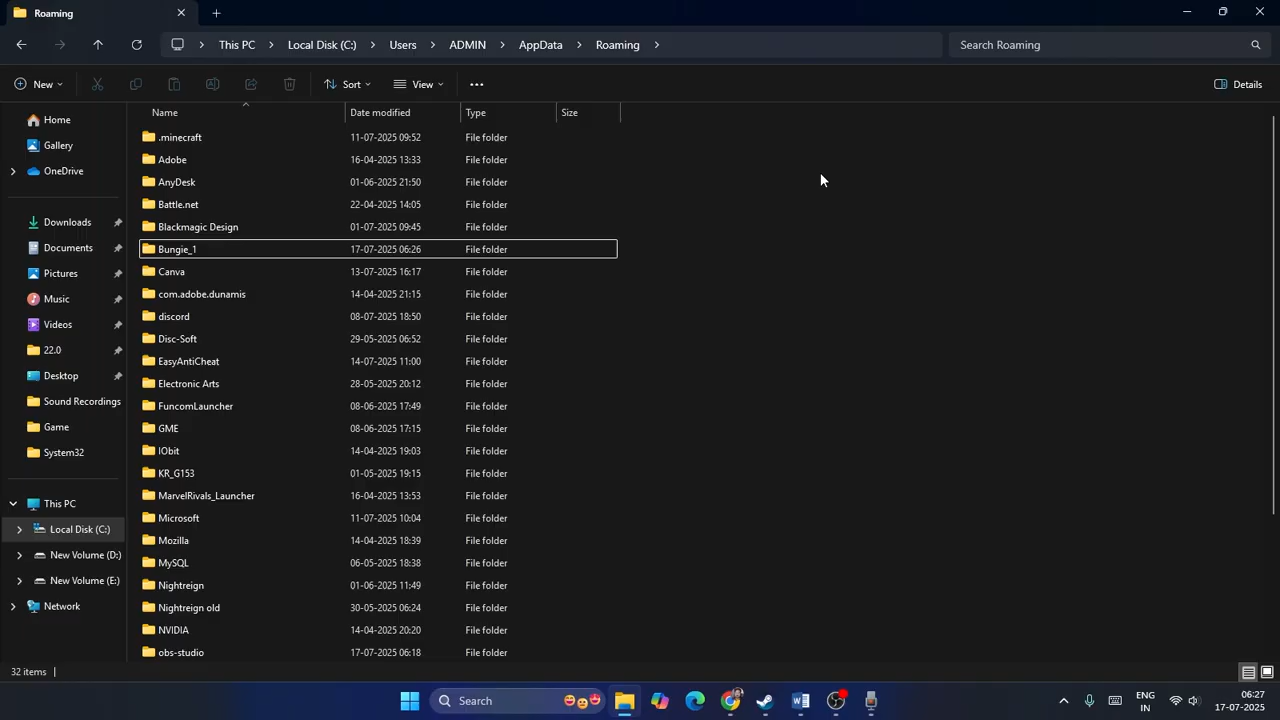 Roaming
This PC > Local Disk (C:) > Users > ADMIN > AppData > Roaming >
Search Roaming
New
Sort
View
Details
Name Date modified Type Size
Home
Gallery
OneDrive
Downloads
Documents
Pictures
Music
Videos
22.0
Desktop
Sound Recordings
Game
System32
This PC
Local Disk (C:)
New Volume (D:)
New Volume (E:)
Network
.minecraft 11-07-2025 09:52 File folder
Adobe 16-04-2025 13:33 File folder
AnyDesk 01-06-2025 21:50 File folder
Battle.net 22-04-2025 14:05 File folder
Blackmagic Design 01-07-2025 09:45 File folder
Bungie_1 17-07-2025 06:26 File folder
Canva 13-07-2025 16:17 File folder
com.adobe.dunamis 14-04-2025 21:15 File folder
discord 08-07-2025 18:50 File folder
Disc-Soft 29-05-2025 06:52 File folder
EasyAntiCheat 14-07-2025 11:00 File folder
Electronic Arts 28-05-2025 20:12 File folder
FuncomLauncher 08-06-2025 17:49 File folder
GME 08-06-2025 17:15 File folder
IObit 14-04-2025 19:03 File folder
KR_G153 01-05-2025 19:15 File folder
MarvelRivals_Launcher 16-04-2025 13:53 File folder
Microsoft 11-07-2025 10:04 File folder
Mozilla 14-04-2025 18:39 File folder
MySQL 06-05-2025 18:38 File folder
Nightreign 01-06-2025 11:49 File folder
Nightreign old 30-05-2025 06:24 File folder
NVIDIA 14-04-2025 20:20 File folder
obs-studio 17-07-2025 06:18 File folder
32 items
Search
ENG
IN
06:27
17-07-2025